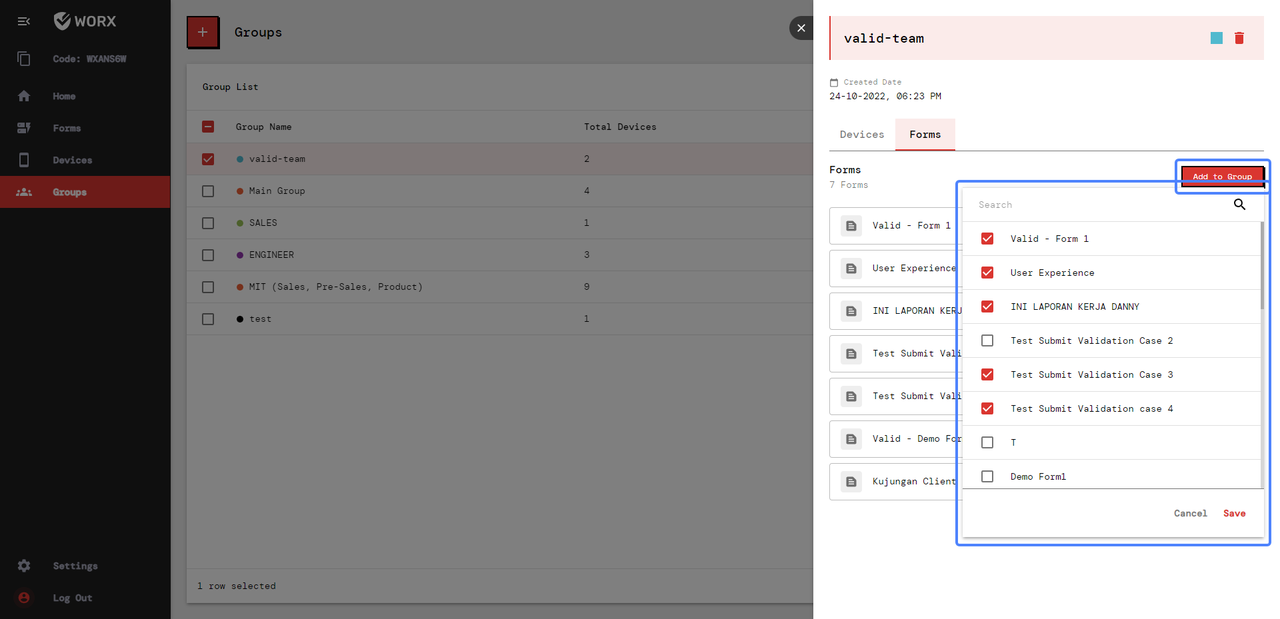 WORX
Code: WXANS6W
Home
Forms
Devices
Groups
Settings
Log Out
Groups
Group List
Group Name Total Devices
valid-team 2
Main Group 4
SALES 1
ENGINEER 3
MIT (Sales, Pre-Sales, Product) 9
test 1
1 row selected
valid-team
Created Date
24-10-2022, 06:23 PM
Devices Forms
Forms
7 Forms
Add to Group
Valid - Form 1
User Experience
INI LAPORAN KERJ
Test Submit Vali
Test Submit Vali
Valid - Demo For
Kujungan Client
Search
Valid - Form 1
User Experience
INI LAPORAN KERJA DANNY
Test Submit Validation Case 2
Test Submit Validation Case 3
Test Submit Validation case 4
T
Demo Form1
Cancel Save